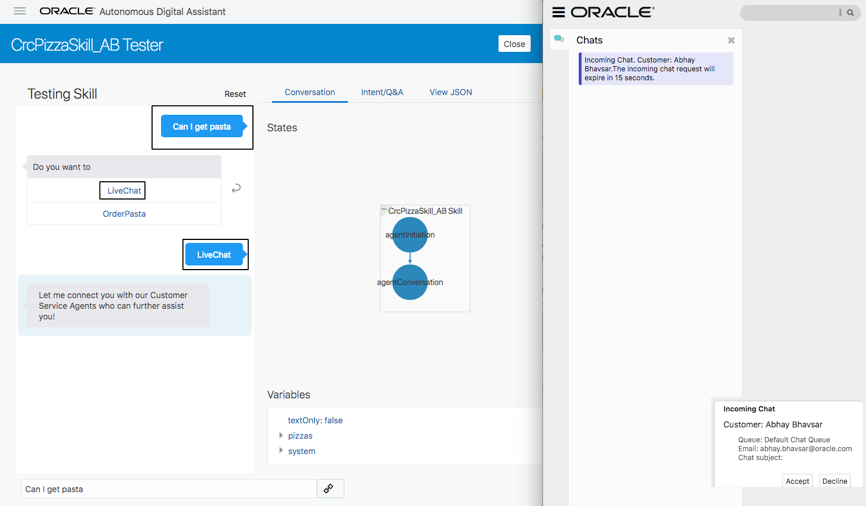 ORACLE® Autonomous Digital Assistant
CrcPizzaSkill_AB Tester
Close
Testing Skill
Reset
Can I get pasta
Do you want to
LiveChat
OrderPasta
LiveChat
Let me connect you with our Customer
Service Agents who can further assist
you!
Can I get pasta
Conversation
Intent/Q&A
View JSON
States
CrcPizzaSkill_AB Skill
agentInitiation
agentConversation
Variables
textOnly: false
pizzas
system
ORACLE®
Chats
Incoming Chat. Customer: Abhay
Bhavsar.The incoming chat request will
expire in 15 seconds.
Incoming Chat
Customer: Abhay Bhavsar
Queue: Default Chat Queue
Email: abhay.bhavsar@oracle.com
Chat subject:
Accept
Decline